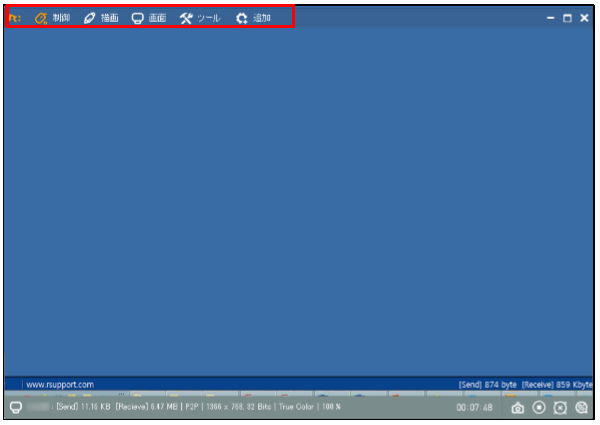 rc: 制御 描画 画面 ツール 追加
www.rsupport.com [Send] 874 byte [Receive] 859 Kbyte
: [Send] 11.16 KB [Recieve] 6.47 MB | P2P | 1366 x 768, 32 Bits | True Color | 100 % 00:07:48